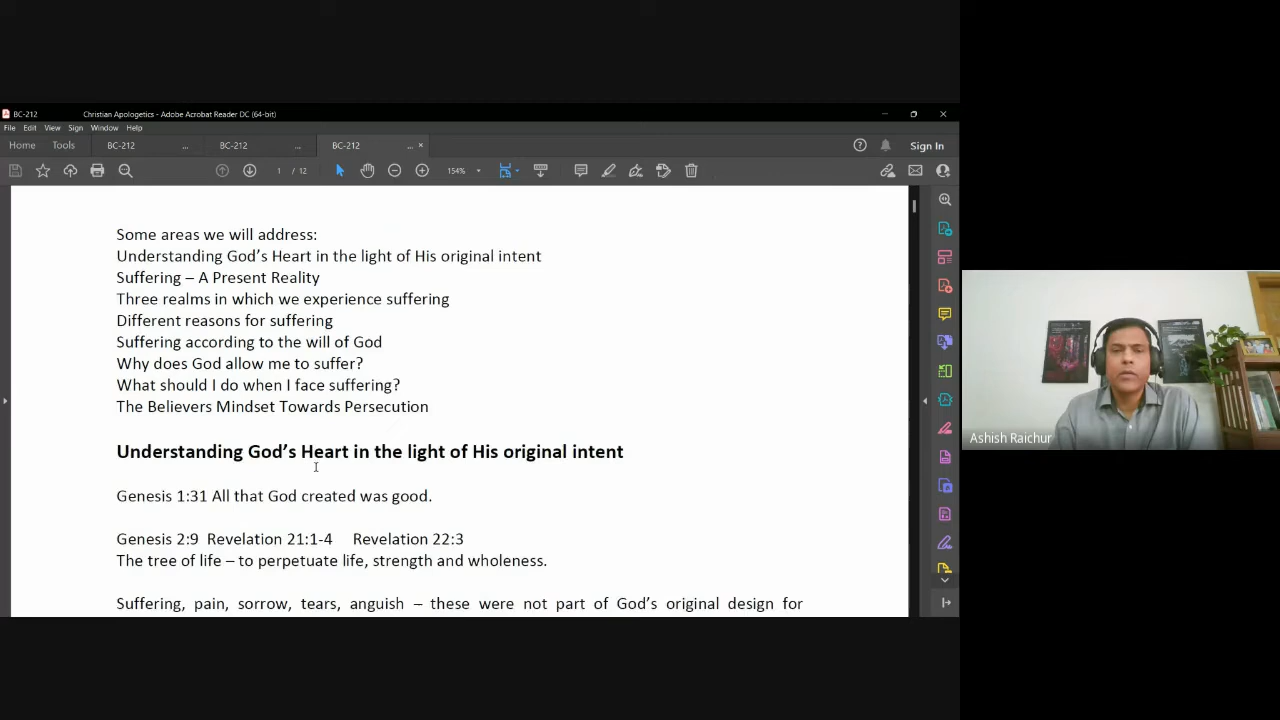 BC-212 Christian Apologetics - Adobe Acrobat Reader DC (64-bit)
File Edit View Sign Window Help
Home Tools BC-212 ... BC-212 ... BC-212 ... × Sign In
1 / 12 154%
Some areas we will address:
Understanding God’s Heart in the light of His original intent
Suffering – A Present Reality
Three realms in which we experience suffering
Different reasons for suffering
Suffering according to the will of God
Why does God allow me to suffer?
What should I do when I face suffering?
The Believers Mindset Towards Persecution
Understanding God’s Heart in the light of His original intent
Genesis 1:31 All that God created was good.
Genesis 2:9 Revelation 21:1-4 Revelation 22:3
The tree of life – to perpetuate life, strength and wholeness.
Suffering, pain, sorrow, tears, anguish – these were not part of God’s original design for
Ashish Raichur